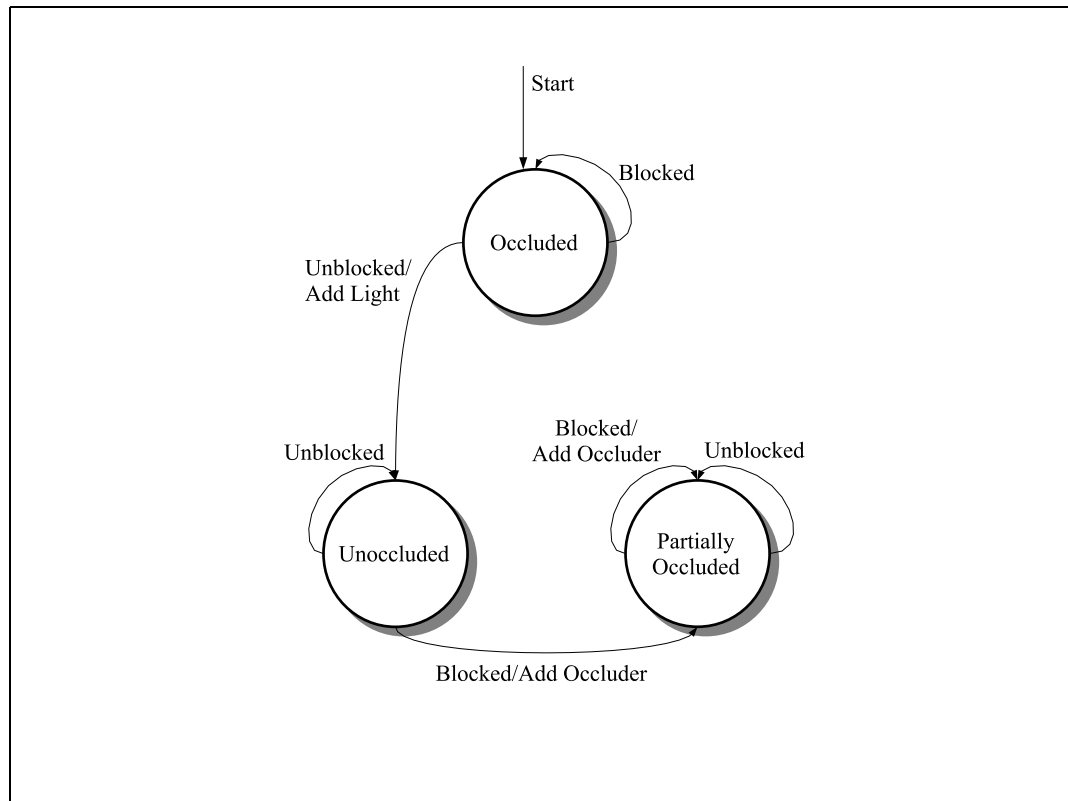 Start
Blocked
Occluded
Unblocked/
Add Light
Unblocked
Unoccluded
Blocked/
Add Occluder
Unblocked
Partially
Occluded
Blocked/Add Occluder